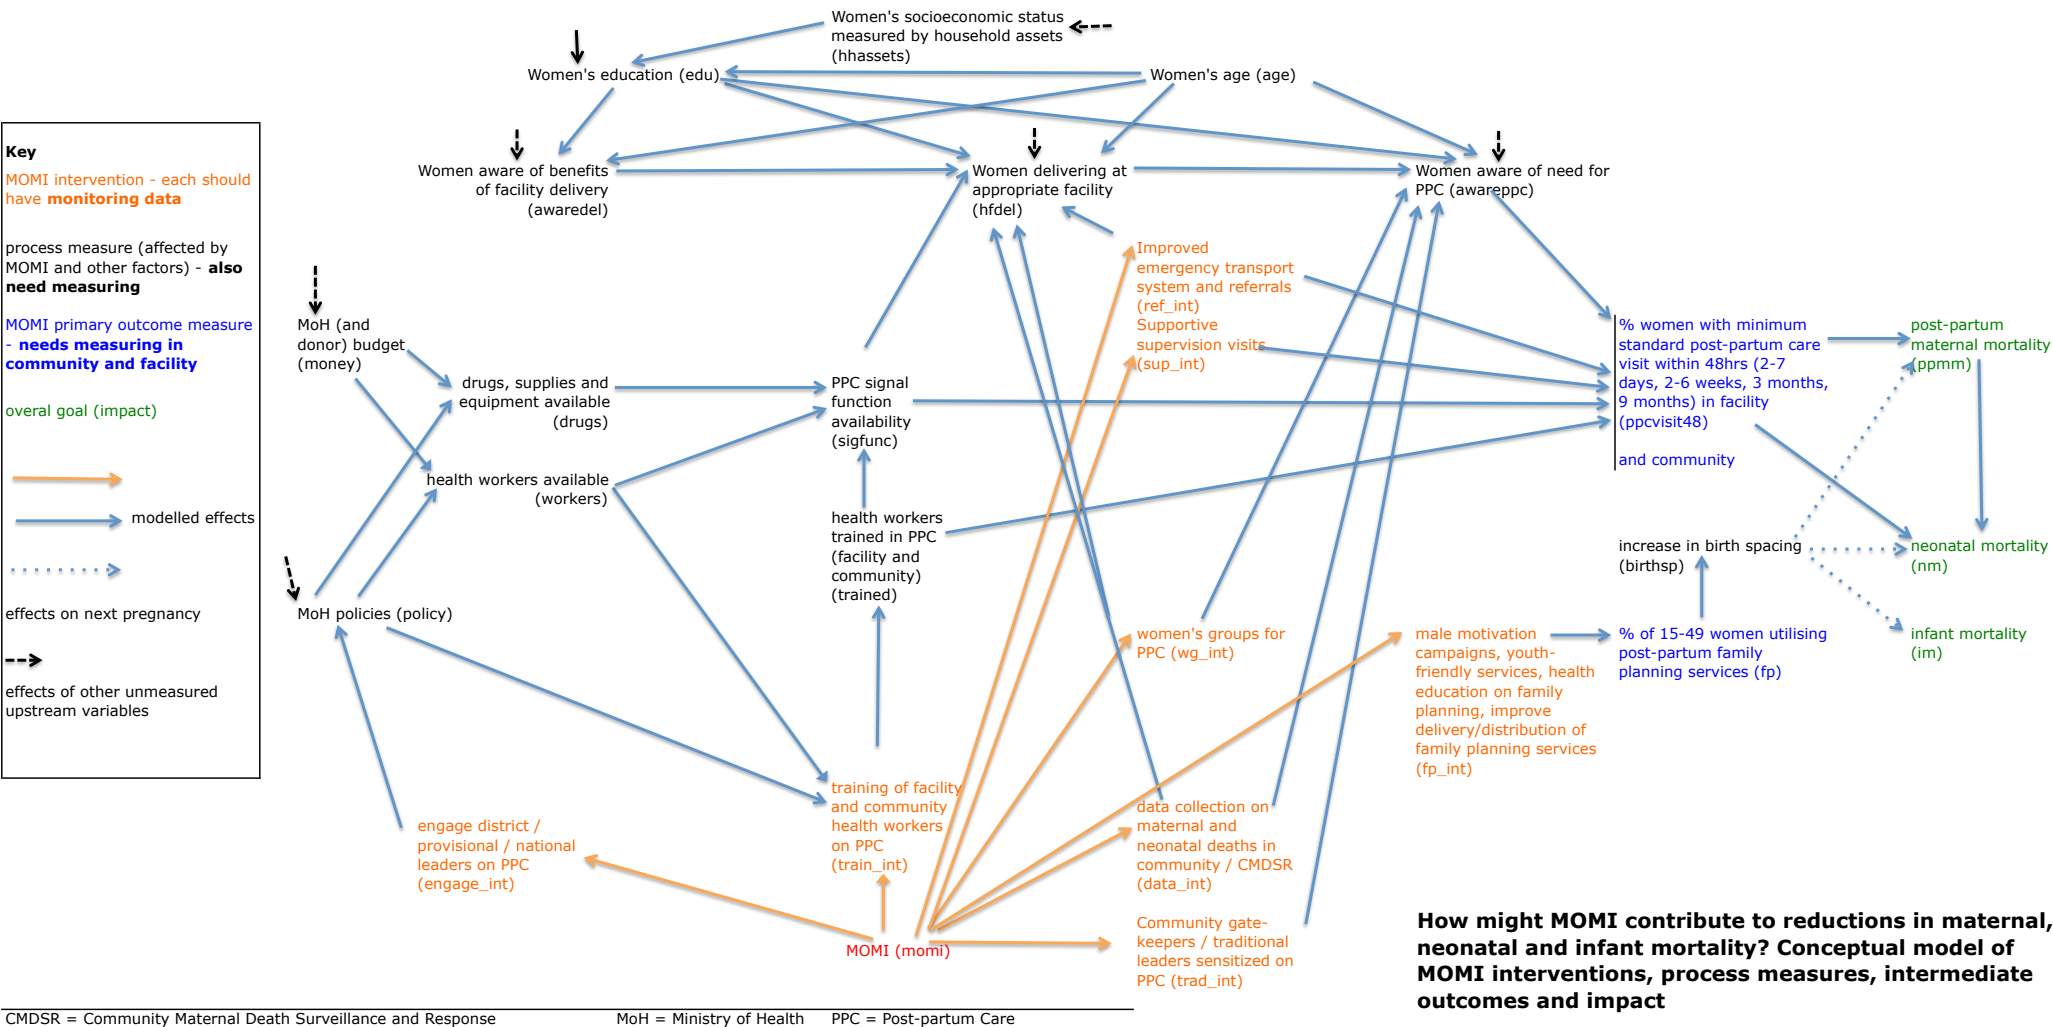 Women's socioeconomic status
measured by household assets
(hhassets)
Women's education (edu)
Women's age (age)
Key
MOMI intervention - each should
have monitoring data
process measure (affected by
MOMI and other factors) - also
need measuring
MOMI primary outcome measure
- needs measuring in
community and facility
overal goal (impact)
modelled effects
effects on next pregnancy
effects of other unmeasured
upstream variables
Women aware of benefits
of facility delivery
(awaredel)
Women delivering at
appropriate facility
(hfdel)
Women aware of need for
PPC (awareppc)
Improved
emergency transport
system and referrals
(ref_int)
Supportive
supervision visits
(sup_int)
MoH (and
donor) budget
(money)
drugs, supplies and
equipment available
(drugs)
health workers available
(workers)
PPC signal
function
availability
(sigfunc)
health workers
trained in PPC
(facility and
community)
(trained)
MoH policies (policy)
% women with minimum
standard post-partum care
visit within 48hrs (2-7
days, 2-6 weeks, 3 months,
9 months) in facility
(ppcvisit48)
and community
post-partum
maternal mortality
(ppmm)
increase in birth spacing
(birthsp)
neonatal mortality
(nm)
women's groups for
PPC (wg_int)
male motivation
campaigns, youth-
friendly services, health
education on family
planning, improve
delivery/distribution of
family planning services
(fp_int)
% of 15-49 women utilising
post-partum family
planning services (fp)
infant mortality
(im)
engage district /
provisional / national
leaders on PPC
(engage_int)
training of facility
and community
health workers
on PPC
(train_int)
data collection on
maternal and
neonatal deaths in
community / CMDSR
(data_int)
Community gate-
keepers / traditional
leaders sensitized on
PPC (trad_int)
MOMI (momi)
How might MOMI contribute to reductions in maternal,
neonatal and infant mortality? Conceptual model of
MOMI interventions, process measures, intermediate
outcomes and impact
CMDSR = Community Maternal Death Surveillance and Response MoH = Ministry of Health PPC = Post-partum Care